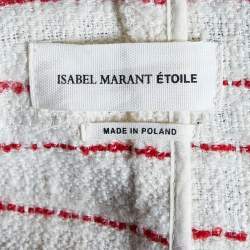 ISABEL MARANT ÉTOILE
MADE IN POLAND